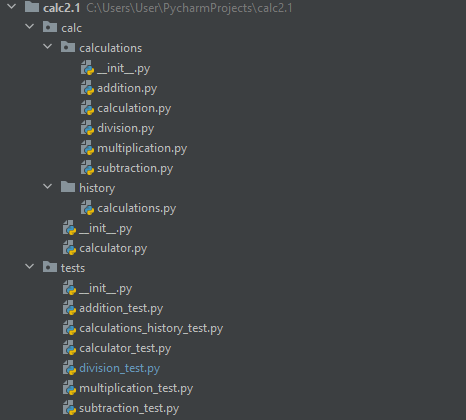 calc2.1 C:\Users\User\PycharmProjects\calc2.1
calc
calculations
__init__.py
addition.py
calculation.py
division.py
multiplication.py
subtraction.py
history
calculations.py
__init__.py
calculator.py
tests
__init__.py
addition_test.py
calculations_history_test.py
calculator_test.py
division_test.py
multiplication_test.py
subtraction_test.py